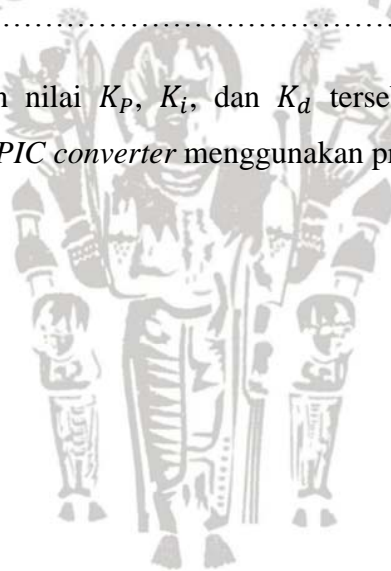 ……………………………………
n nilai K_P, K_i, dan K_d terse
PIC converter menggunakan pr